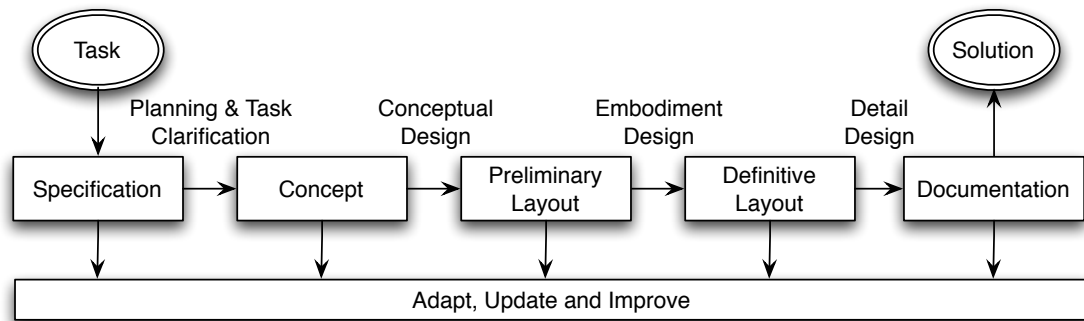 Task
Solution
Planning & Task
Clarification
Conceptual
Design
Embodiment
Design
Detail
Design
Specification
Concept
Preliminary
Layout
Definitive
Layout
Documentation
Adapt, Update and Improve